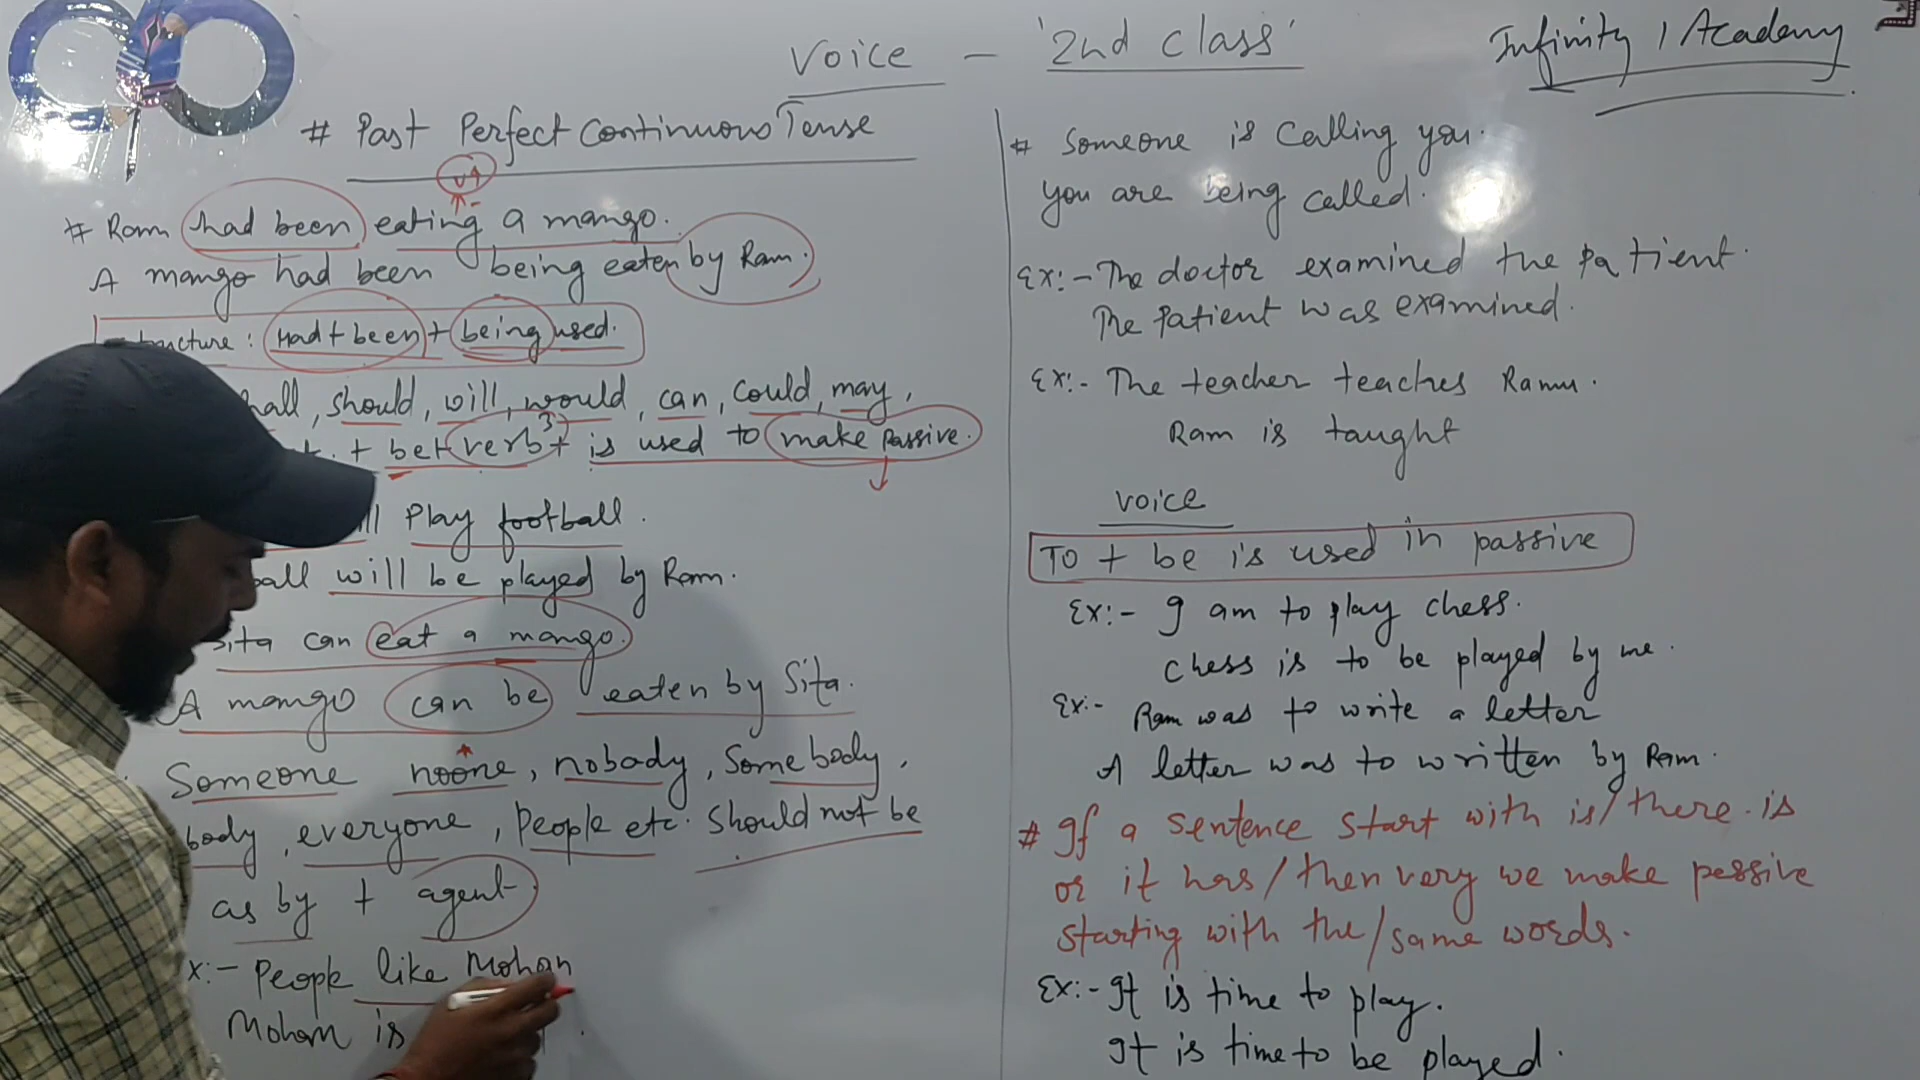 Voice - '2nd class'
Infinity 1 Academy
# Past Perfect Continuous Tense
v4
# Ram had been eating a mango.
A mango had been being eaten by Ram.
structure: Had + been + being used.
shall, should, will, would, can, could, may,
+ be + verb3 + is used to make passive.
Play football.
ball will be played by Ram.
Sita can eat a mango.
A mango can be eaten by Sita.
Someone noone, nobody, Somebody,
body, everyone, people etc. should not be
as by + agent
x:- People like Mohan
Moham is
# Someone is calling you.
you are being called.
Ex:- The doctor examined the patient.
The patient was examined.
Ex:- The teacher teaches Ramu.
Ram is taught
voice
To + be is used in passive
Ex:- I am to play chess.
chess is to be played by me.
Ex:- Ram was to write a letter
A letter was to written by Ram.
# If a sentence start with is/there is
or it has/then very we make passive
starting with the/same words.
Ex:- It is time to play.
It is time to be played.